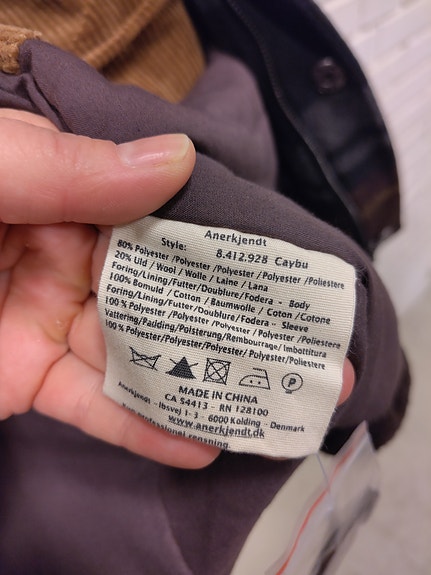 Anerkjendt
Style: 8.412.928 Caybu
80% Polyester /Polyester /Polyester /Polyester /Poliestere
20% Uld / Wool / Wolle / Laine / Lana
Foring/Lining/Futter/Doublure/Fodera - Body
100% Bomuld / Cotton / Baumwolle / Coton /Cotone
Foring/Lining/Futter/Doublure/Fodera - Sleeve
100 % Polyester /Polyester /Polyester /Polyester /Poliestere
Vattering/Padding/Polsterung/Rembourrage/ Imbottitura
100% Polyester/Polyester/Polyester/ Polyester/Poliestere
P
MADE IN CHINA
CA 54413 - RN 128100
Anerkjendt - Ibsvej 1-3 - 6000 Kolding - Denmark
www.anerkjendt.dk
professionel rensning.